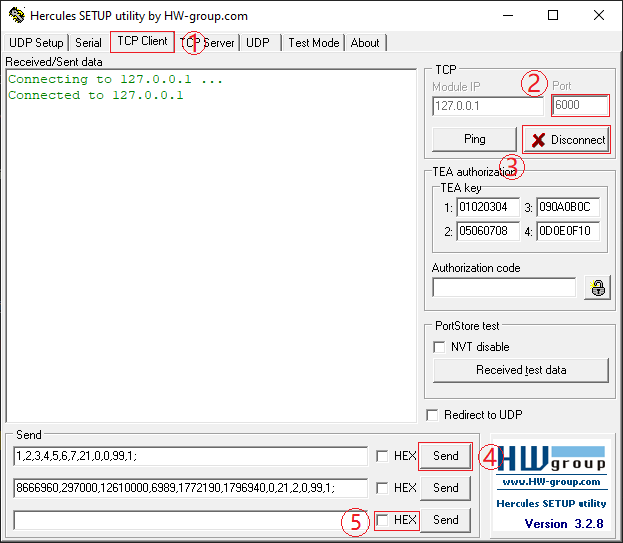 Hercules SETUP utility by HW-group.com
UDP Setup Serial TCP Client TCP Server UDP Test Mode About
①
Received/Sent data
Connecting to 127.0.0.1 ...
Connected to 127.0.0.1
TCP
Module IP Port
②
127.0.0.1 6000
Ping Disconnect
③
TEA authorization
TEA key
1: 01020304 3: 090A0B0C
2: 05060708 4: 0D0E0F10
Authorization code
PortStore test
NVT disable
Received test data
Redirect to UDP
Send
1,2,3,4,5,6,7,21,0,0,99,1; HEX Send
④
8666960,297000,12610000,6989,1772190,1796940,0,21,2,0,99,1; HEX Send
⑤
HEX Send
HW group
www.HW-group.com
Hercules SETUP utility
Version 3.2.8